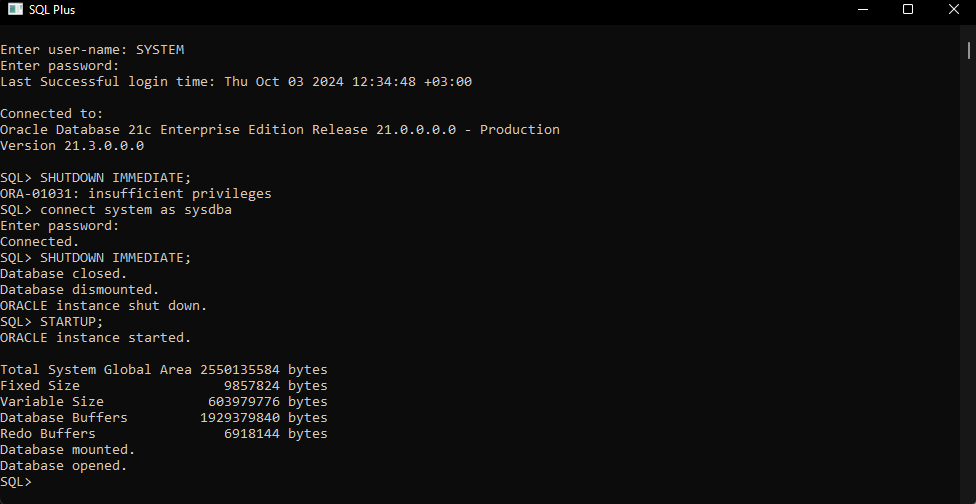 SQL Plus
Enter user-name: SYSTEM
Enter password:
Last Successful login time: Thu Oct 03 2024 12:34:48 +03:00
Connected to:
Oracle Database 21c Enterprise Edition Release 21.0.0.0.0 - Production
Version 21.3.0.0.0
SQL> SHUTDOWN IMMEDIATE;
ORA-01031: insufficient privileges
SQL> connect system as sysdba
Enter password:
Connected.
SQL> SHUTDOWN IMMEDIATE;
Database closed.
Database dismounted.
ORACLE instance shut down.
SQL> STARTUP;
ORACLE instance started.
Total System Global Area 2550135584 bytes
Fixed Size                  9857824 bytes
Variable Size             603979776 bytes
Database Buffers         1929379840 bytes
Redo Buffers                6918144 bytes
Database mounted.
Database opened.
SQL>